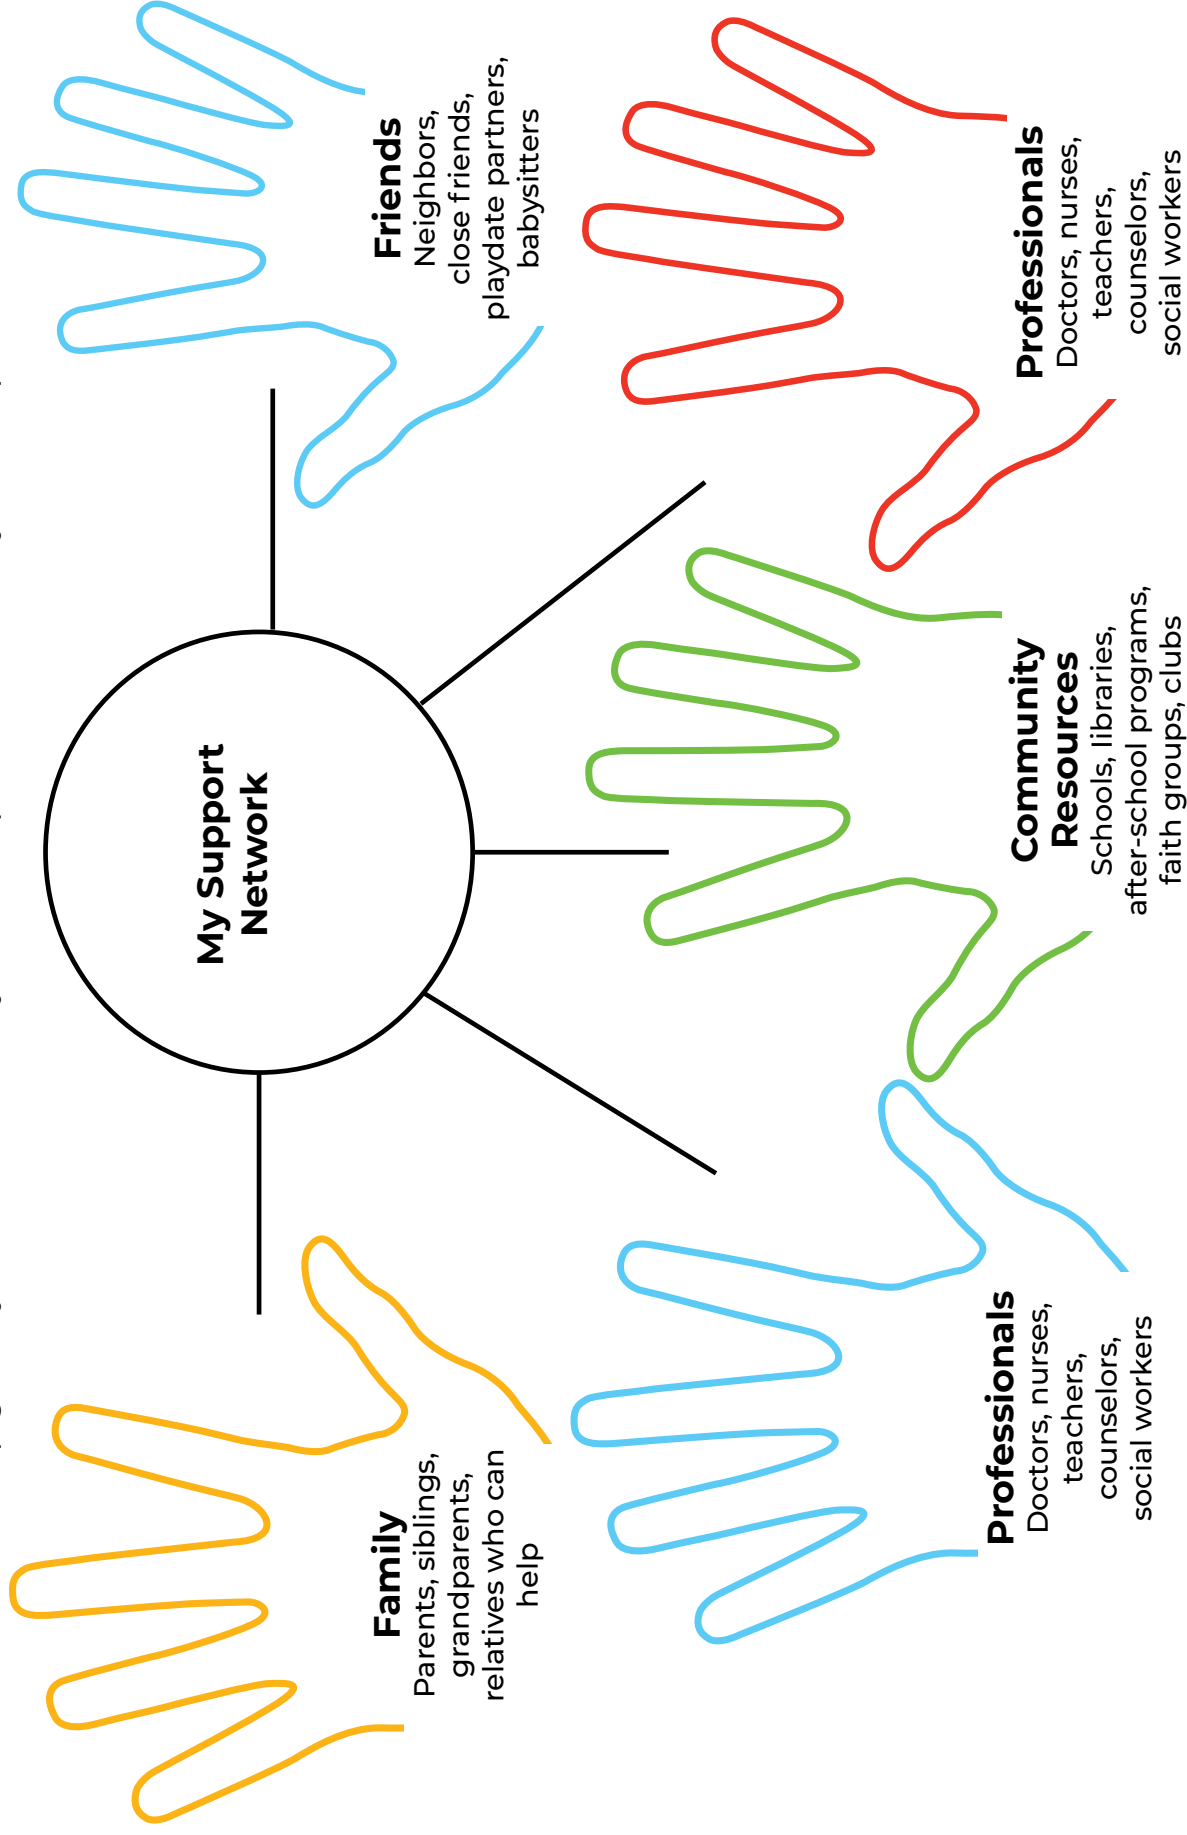 My Support
Network
Family
Parents, siblings,
grandparents,
relatives who can
help
Friends
Neighbors,
close friends,
playdate partners,
babysitters
Professionals
Doctors, nurses,
teachers,
counselors,
social workers
Community
Resources
Schools, libraries,
after-school programs,
faith groups, clubs
Professionals
Doctors, nurses,
teachers,
counselors,
social workers